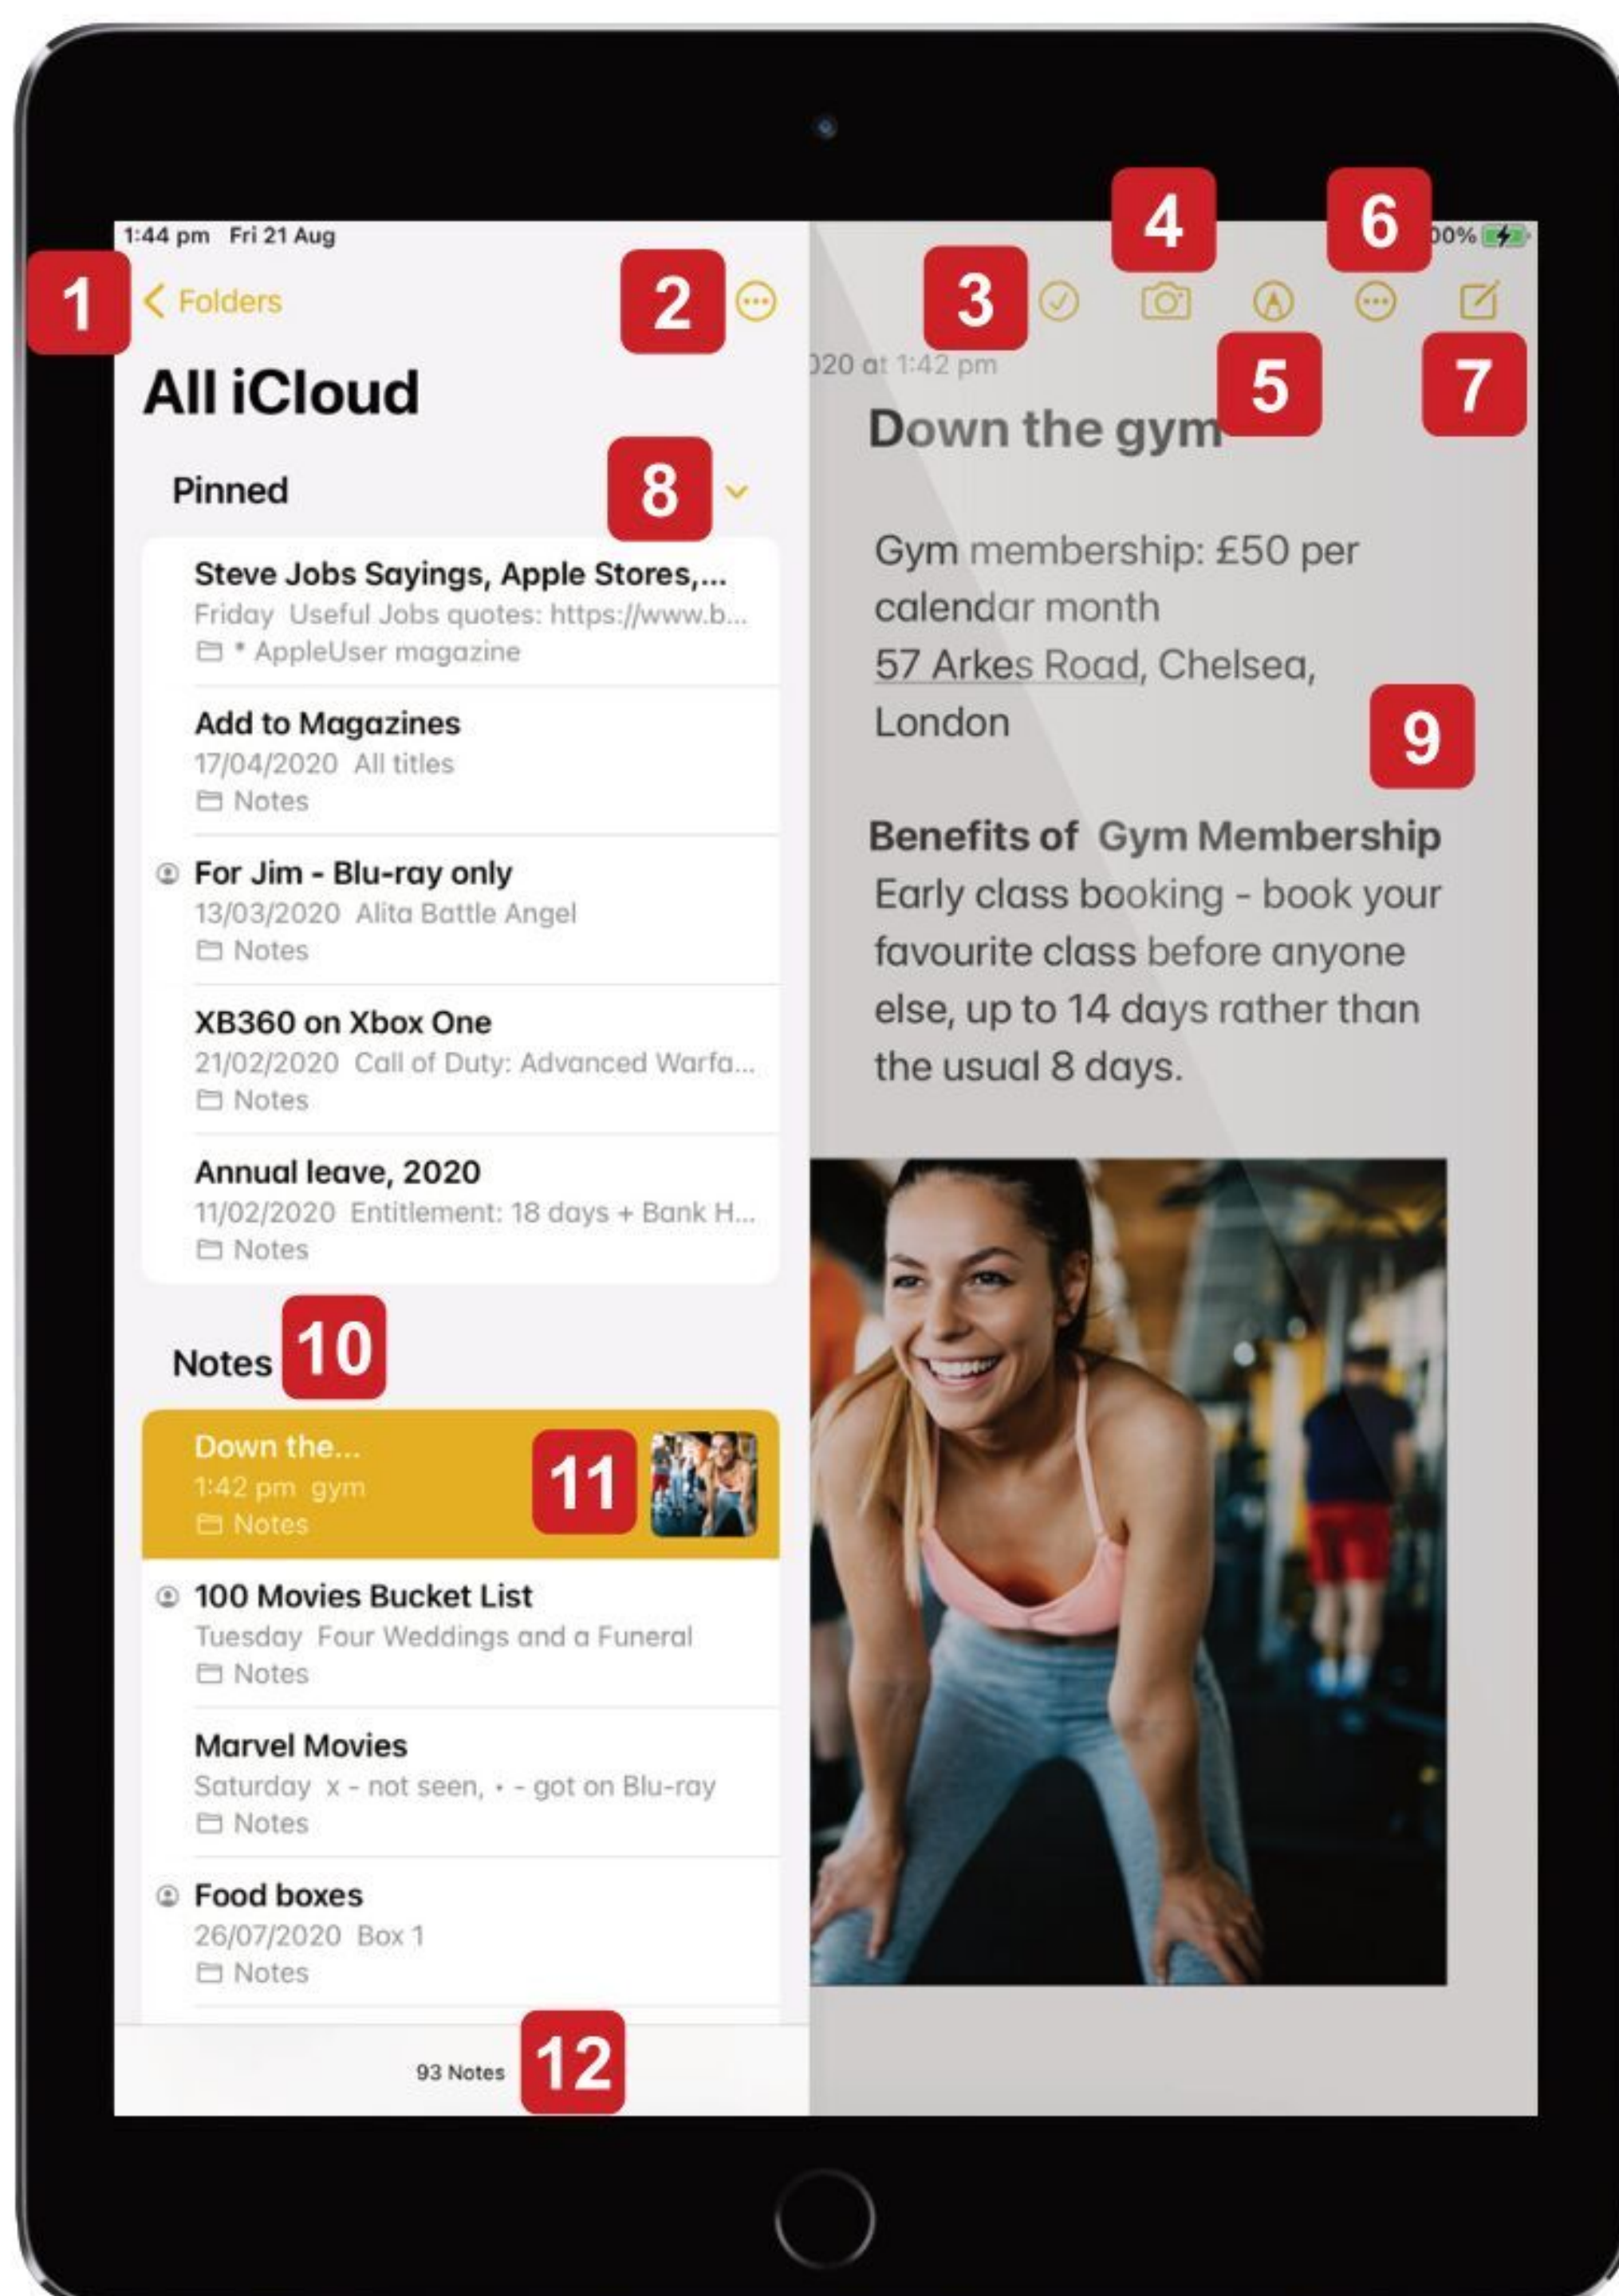 1:44 pm Fri 21 Aug
00%
1
Folders
2
3
4
5
6
7
All iCloud
Pinned
8
Steve Jobs Sayings, Apple Stores,...
Friday Useful Jobs quotes: https://www.b...
* AppleUser magazine
Add to Magazines
17/04/2020 All titles
Notes
For Jim - Blu-ray only
13/03/2020 Alita Battle Angel
Notes
XB360 on Xbox One
21/02/2020 Call of Duty: Advanced Warfa...
Notes
Annual leave, 2020
11/02/2020 Entitlement: 18 days + Bank H...
Notes
Notes
10
Down the...
1:42 pm gym
Notes
11
100 Movies Bucket List
Tuesday Four Weddings and a Funeral
Notes
Marvel Movies
Saturday x - not seen, • - got on Blu-ray
Notes
Food boxes
26/07/2020 Box 1
Notes
93 Notes
12
020 at 1:42 pm
Down the gym
Gym membership: £50 per
calendar month
57 Arkes Road, Chelsea,
London
9
Benefits of Gym Membership
Early class booking - book your
favourite class before anyone
else, up to 14 days rather than
the usual 8 days.